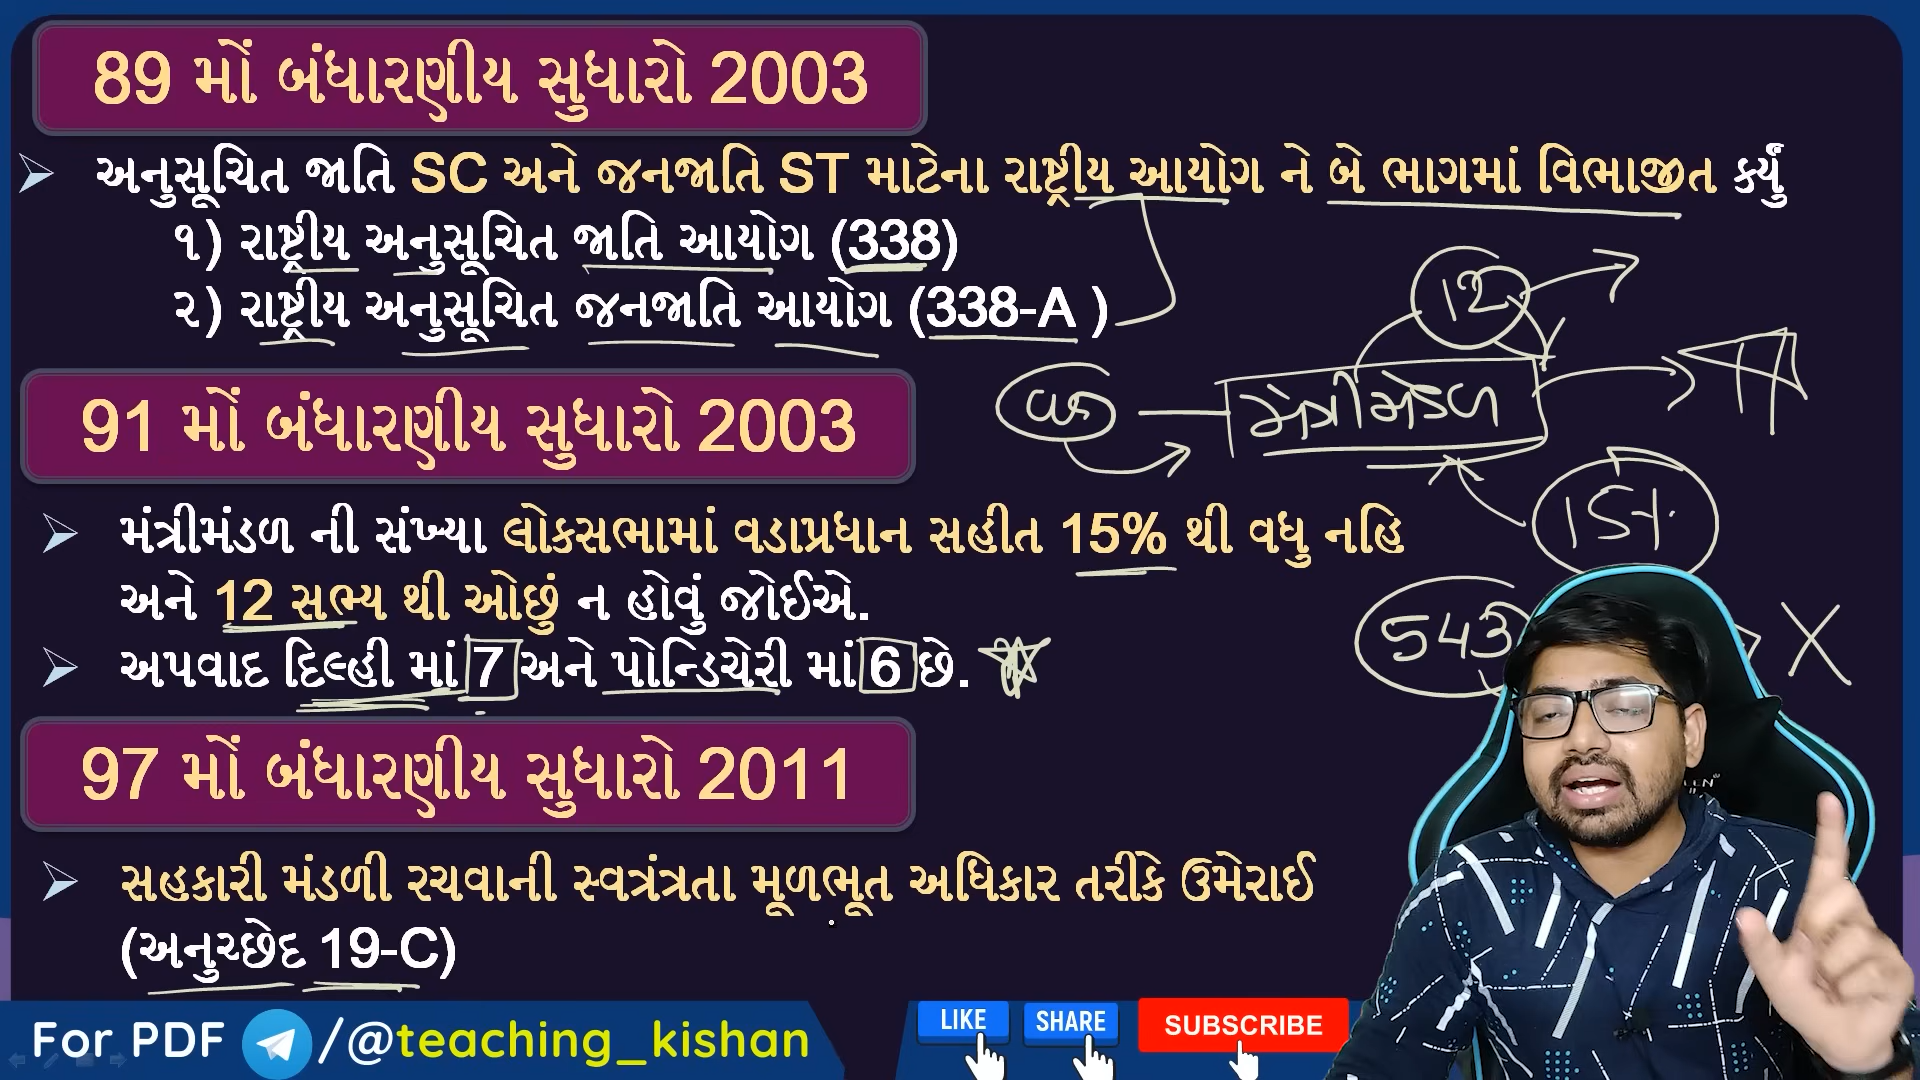 89 મોં બંધારણીય સુધારો 2003
અનુસૂચિત જાતિ SC અને જનજાતિ ST માટેના રાષ્ટ્રીય આયોગ ને બે ભાગમાં વિભાજીત કર્યું
૧) રાષ્ટ્રીય અનુસૂચિત જાતિ આયોગ (338)
૨) રાષ્ટ્રીય અનુસૂચિત જનજાતિ આયોગ (338-A )
12
મંત્રીમંડળ
91 મોં બંધારણીય સુધારો 2003
15%
મંત્રીમંડળ ની સંખ્યા લોકસભામાં વડાપ્રધાન સહીત 15% થી વધુ નહિ
અને 12 સભ્ય થી ઓછું ન હોવું જોઈએ.
543
અપવાદ દિલ્હી માં 7 અને પોન્ડિચેરી માં 6 છે.
97 મોં બંધારણીય સુધારો 2011
સહકારી મંડળી રચવાની સ્વત્રંત્રતા મૂળભૂત અધિકાર તરીકે ઉમેરાઈ
(અનુચ્છેદ 19-C)
For PDF /@teaching_kishan
LIKE SHARE SUBSCRIBE